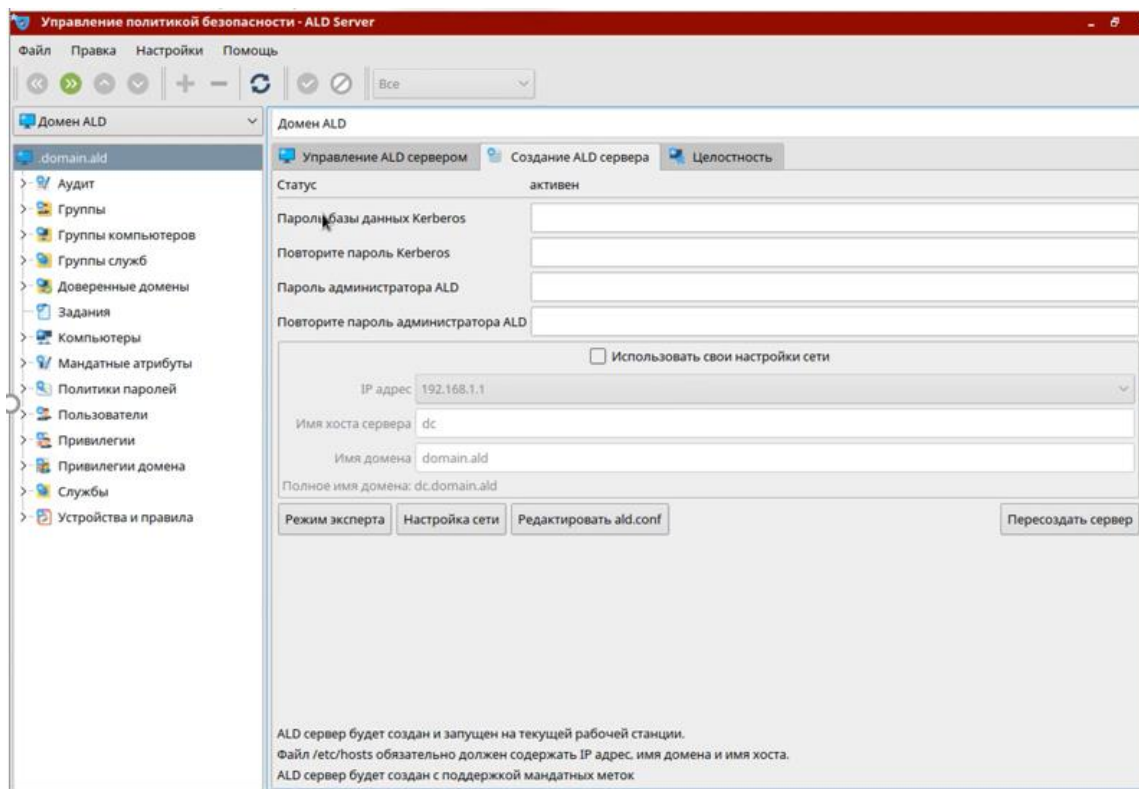 Управление политикой безопасности - ALD Server
Файл Правка Настройки Помощь
Все
Домен ALD
Домен ALD
.domain.ald
Аудит
Группы
Группы компьютеров
Группы служб
Доверенные домены
Задания
Компьютеры
Мандатные атрибуты
Политики паролей
Пользователи
Привилегии
Привилегии домена
Службы
Устройства и правила
Управление ALD сервером Создание ALD сервера Целостность
Статус активен
Пароль базы данных Kerberos
Повторите пароль Kerberos
Пароль администратора ALD
Повторите пароль администратора ALD
Использовать свои настройки сети
IP адрес 192.168.1.1
Имя хоста сервера dc
Имя домена domain.ald
Полное имя домена: dc.domain.ald
Режим эксперта Настройка сети Редактировать ald.conf Пересоздать сервер
ALD сервер будет создан и запущен на текущей рабочей станции.
Файл /etc/hosts обязательно должен содержать IP адрес, имя домена и имя хоста.
ALD сервер будет создан с поддержкой мандатных меток